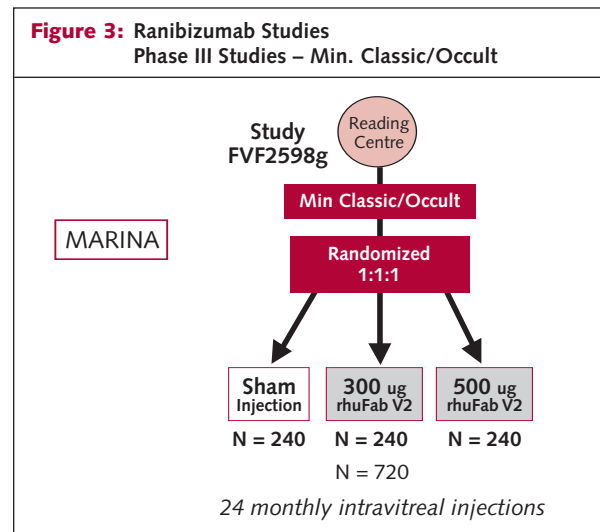 Figure 3: Ranibizumab Studies
Phase III Studies – Min. Classic/Occult
Study
FVF2598g
Reading
Centre
Min Classic/Occult
MARINA
Randomized
1:1:1
Sham
Injection
300 ug
rhuFab V2
500 ug
rhuFab V2
N = 240 N = 240 N = 240
N = 720
24 monthly intravitreal injections